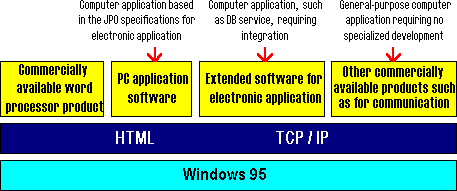 Computer application based
in the JPO specifications for
electronic application
Computer application, such
as DB service, requiring
integration
General-purpose computer
application requiring no
specialized development
Commercially
available word
processor product
PC application
software
Extended software for
electronic application
Other commercially
available products such
as for communication
HTML
TCP / IP
Windows 95